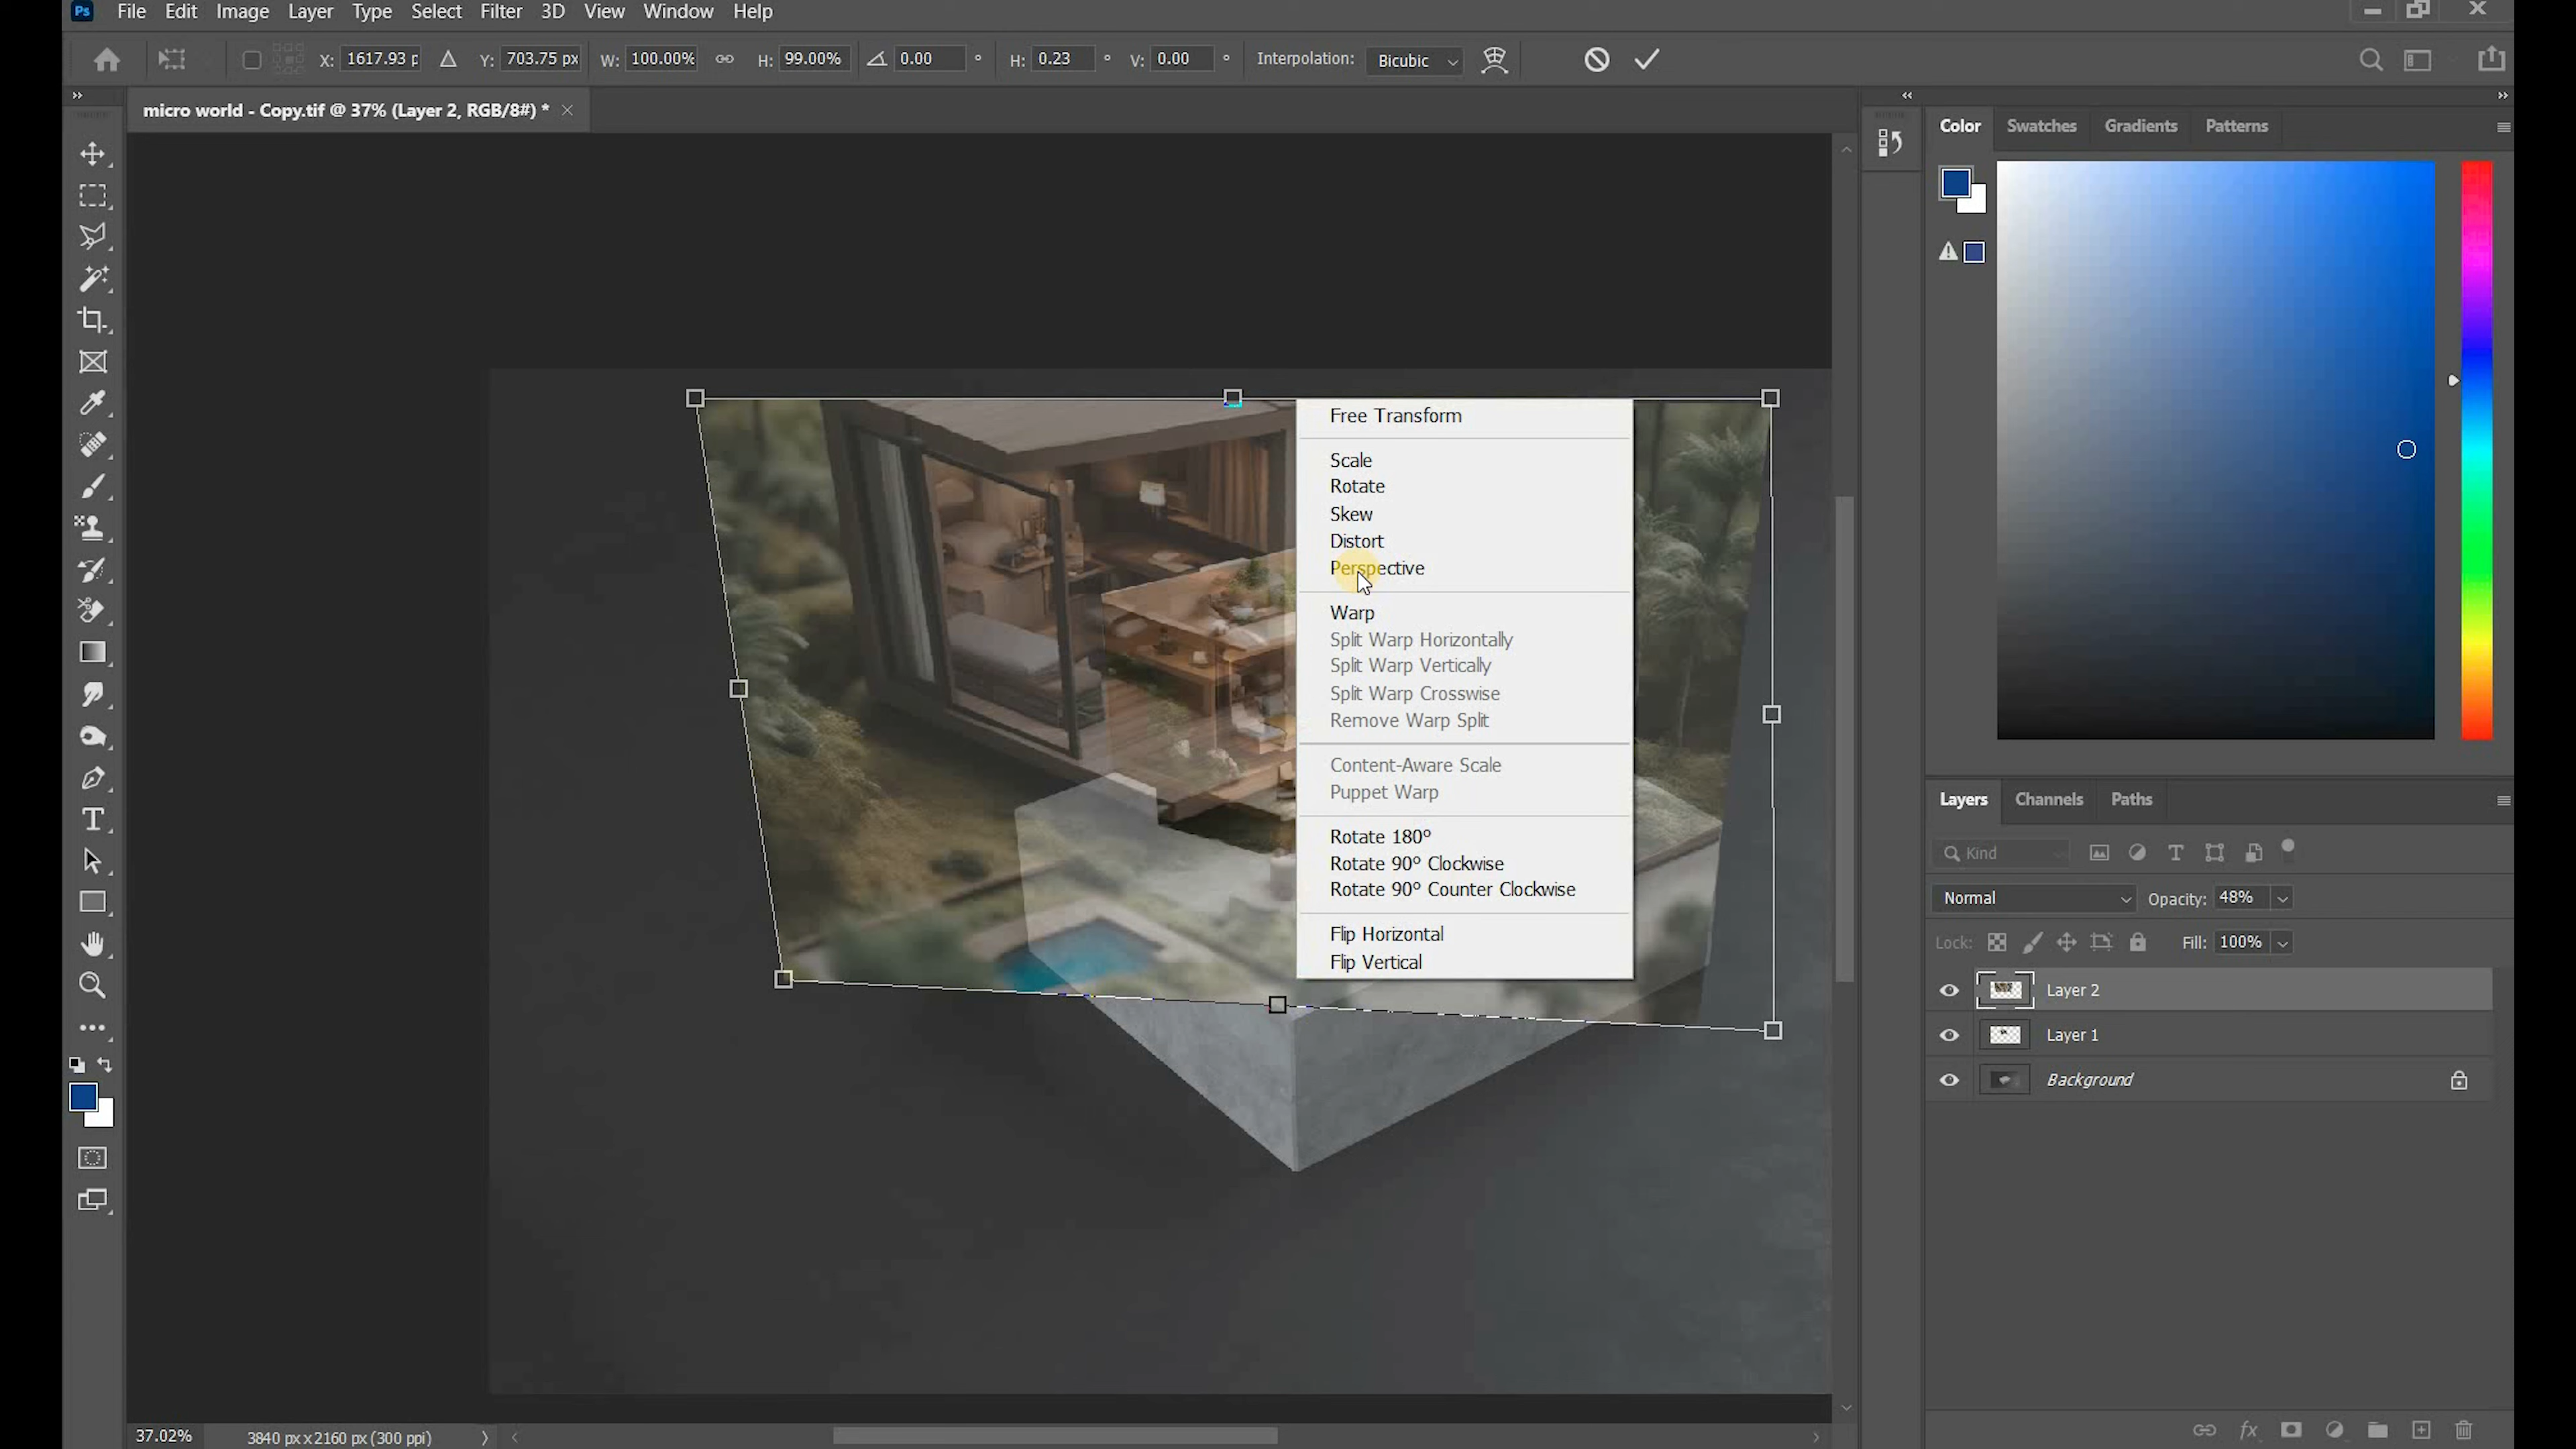 Ps File Edit Image Layer Type Select Filter 3D View Window Help
X: 1617.93 p Y: 703.75 px W: 100.00% H: 99.00% 0.00 ° H: 0.23 ° V: 0.00 ° Interpolation: Bicubic
micro world - Copy.tif @ 37% (Layer 2, RGB/8#) * ×
Color Swatches Gradients Patterns
Free Transform
Scale
Rotate
Skew
Distort
Perspective
Warp
Split Warp Horizontally
Split Warp Vertically
Split Warp Crosswise
Remove Warp Split
Content-Aware Scale
Puppet Warp
Rotate 180°
Rotate 90° Clockwise
Rotate 90° Counter Clockwise
Flip Horizontal
Flip Vertical
Layers Channels Paths
Kind
Normal Opacity: 48%
Lock: Fill: 100%
Layer 2
Layer 1
Background
fx
37.02% 3840 px x 2160 px (300 ppi)